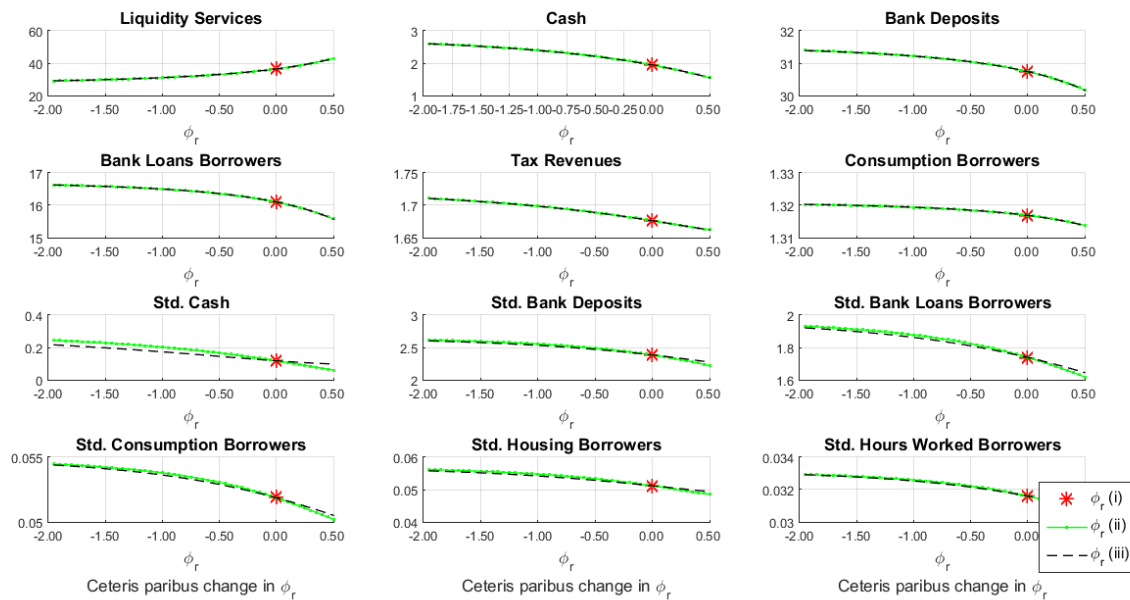 Liquidity Services
60
40
20
-2.00 -1.50 -1.00 -0.50 0.00 0.50
ϕr
Cash
3
2
1
-2.00 -1.75 -1.50 -1.25 -1.00 -0.75 -0.50 -0.25 0.00 0.50
ϕr
Bank Deposits
32
31
30
-2.00 -1.50 -1.00 -0.50 0.00 0.50
ϕr
Bank Loans Borrowers
17
16
15
-2.00 -1.50 -1.00 -0.50 0.00 0.50
ϕr
Tax Revenues
1.75
1.7
1.65
-2.00 -1.50 -1.00 -0.50 0.00 0.50
ϕr
Consumption Borrowers
1.33
1.32
1.31
-2.00 -1.50 -1.00 -0.50 0.00 0.50
ϕr
Std. Cash
0.4
0.2
0
-2.00 -1.50 -1.00 -0.50 0.00 0.50
ϕr
Std. Bank Deposits
3
2.5
2
-2.00 -1.50 -1.00 -0.50 0.00 0.50
ϕr
Std. Bank Loans Borrowers
2
1.8
1.6
-2.00 -1.50 -1.00 -0.50 0.00 0.50
ϕr
Std. Consumption Borrowers
0.055
0.05
-2.00 -1.50 -1.00 -0.50 0.00 0.50
ϕr
Ceteris paribus change in ϕr
Std. Housing Borrowers
0.06
0.05
0.04
-2.00 -1.50 -1.00 -0.50 0.00 0.50
ϕr
Ceteris paribus change in ϕr
Std. Hours Worked Borrowers
0.034
0.032
0.03
-2.00 -1.50 -1.00 -0.50 0.00
ϕr
Ceteris paribus change in ϕr
ϕr (i)
ϕr (ii)
ϕr (iii)